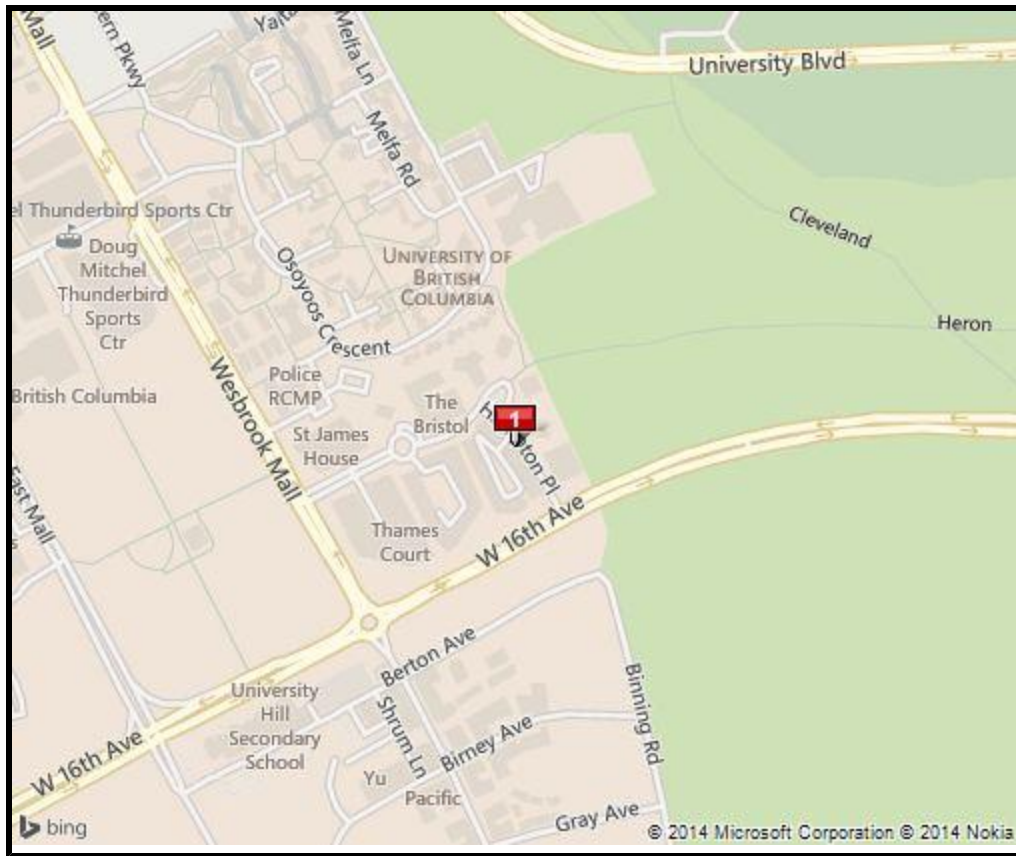 Mall
ern Pkwy
Yalta
Melfa Ln
University Blvd
Melfa Rd
el Thunderbird Sports Ctr
Doug
Mitchel
Thunderbird
Sports
Ctr
Cleveland
UNIVERSITY OF
BRITISH
COLUMBIA
Osoyoos Crescent
Heron
Police
RCMP
British Columbia
Wesbrook Mall
The
Bristol
1
H
ton Pl
St James
House
East Mall
Thames
Court
W 16th Ave
Berton Ave
University
Hill
Secondary
School
Shrum Ln
Binning Rd
W 16th Ave
Birney Ave
Yu
Pacific
Gray Ave
bing
© 2014 Microsoft Corporation © 2014 Nokia